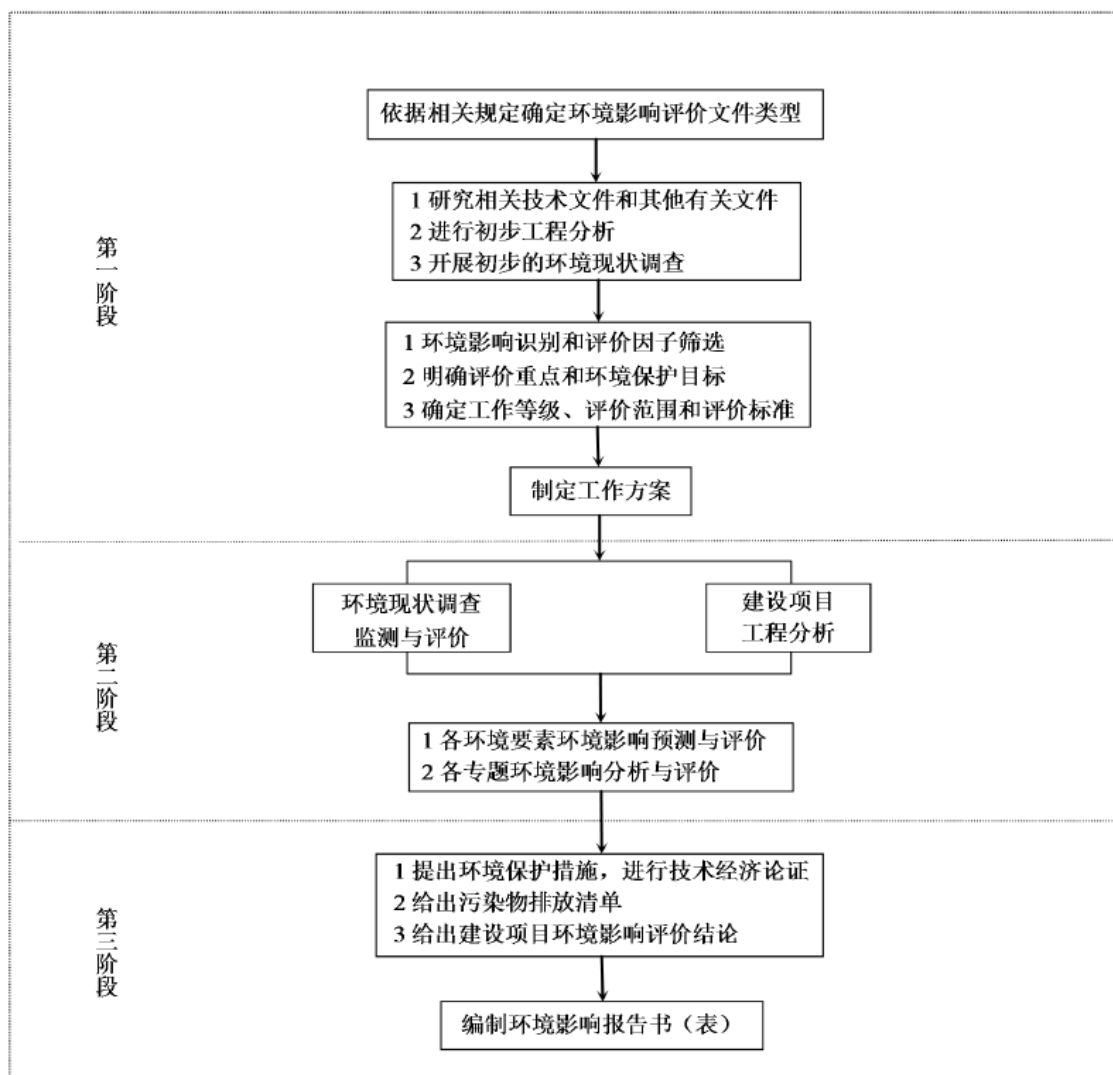 依据相关规定确定环境影响评价文件类型
1 研究相关技术文件和其他有关文件
2 进行初步工程分析
3 开展初步的环境现状调查
第一阶段
1 环境影响识别和评价因子筛选
2 明确评价重点和环境保护目标
3 确定工作等级、评价范围和评价标准
制定工作方案
环境现状调查
监测与评价
建设项目
工程分析
第二阶段
1 各环境要素环境影响预测与评价
2 各专题环境影响分析与评价
1 提出环境保护措施，进行技术经济论证
2 给出污染物排放清单
3 给出建设项目环境影响评价结论
第三阶段
编制环境影响报告书（表）